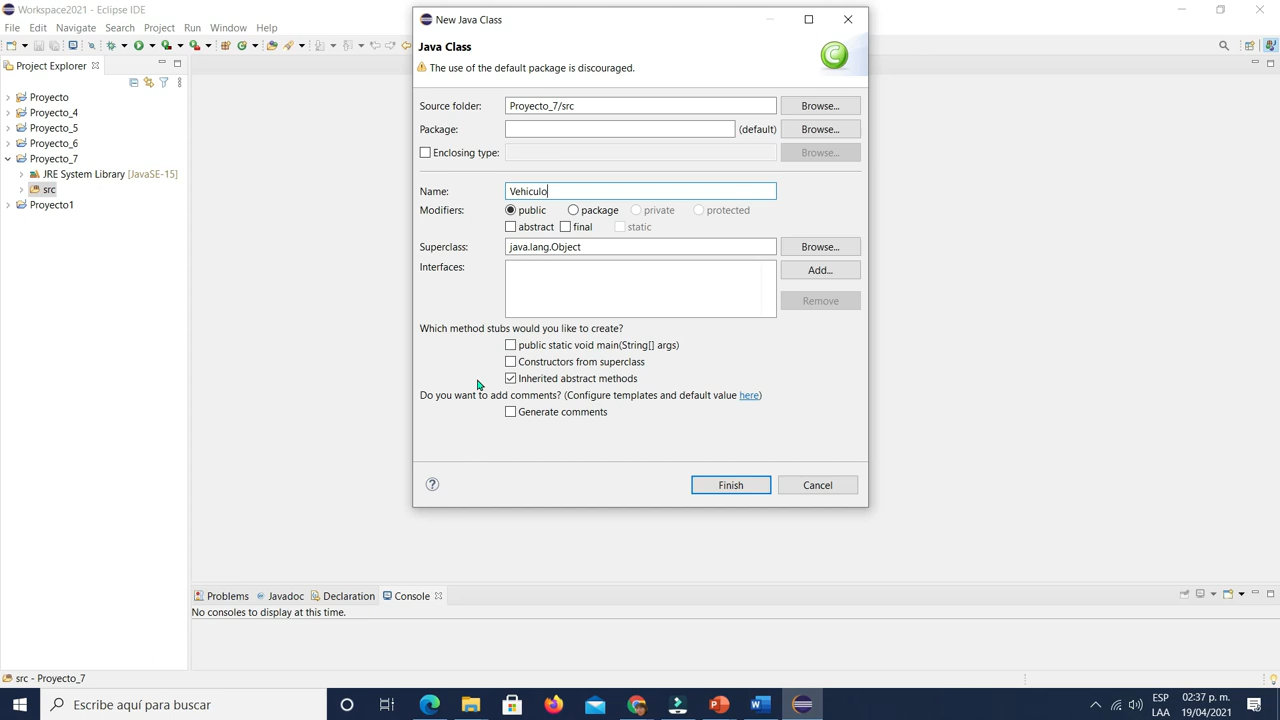 Workspace2021 - Eclipse IDE
File Edit Navigate Search Project Run Window Help
Project Explorer
Proyecto
Proyecto_4
Proyecto_5
Proyecto_6
Proyecto_7
JRE System Library [JavaSE-15]
src
Proyecto1
New Java Class
Java Class
The use of the default package is discouraged.
Source folder: Proyecto_7/src Browse...
Package: (default) Browse...
Enclosing type: Browse...
Name: Vehiculo
Modifiers: public package private protected
abstract final static
Superclass: java.lang.Object Browse...
Interfaces: Add...
Remove
Which method stubs would you like to create?
public static void main(String[] args)
Constructors from superclass
Inherited abstract methods
Do you want to add comments? (Configure templates and default value here)
Generate comments
? Finish Cancel
Problems Javadoc Declaration Console
No consoles to display at this time.
src - Proyecto_7
Escribe aquí para buscar
ESP 02:37 p. m.
LAA 19/04/2021